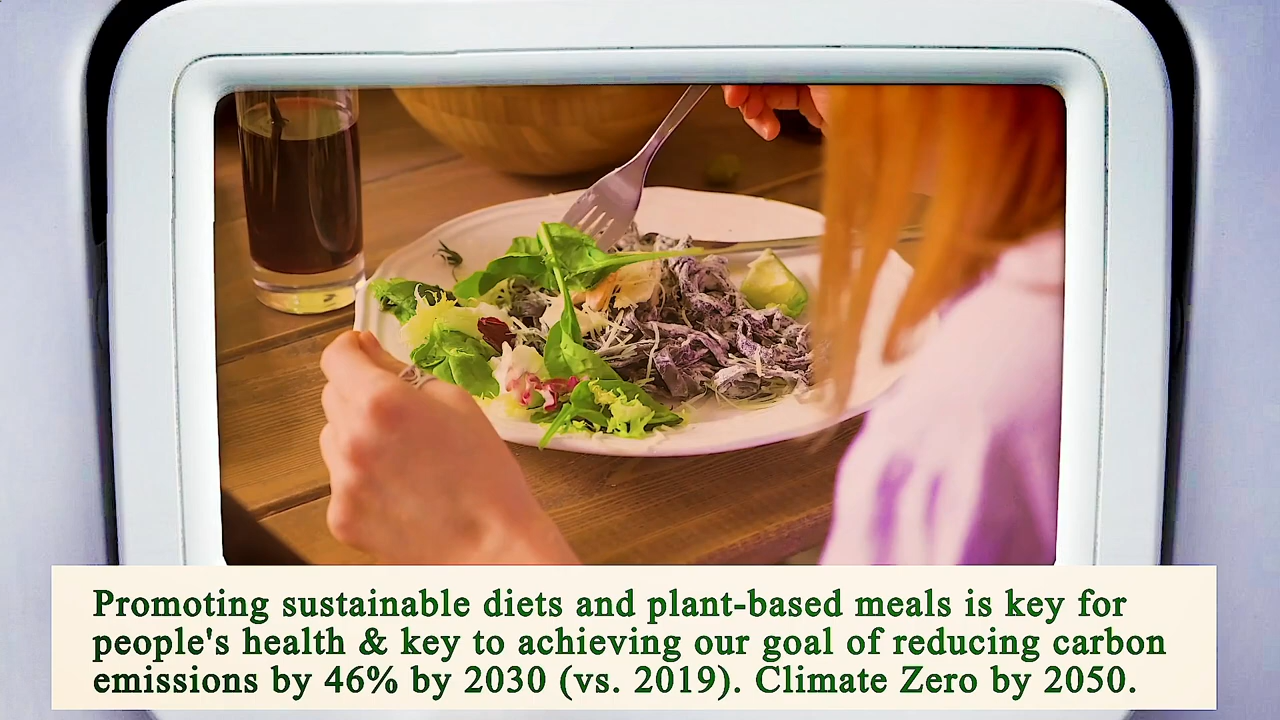 Promoting sustainable diets and plant-based meals is key for
people's health & key to achieving our goal of reducing carbon
emissions by 46% by 2030 (vs. 2019). Climate Zero by 2050.